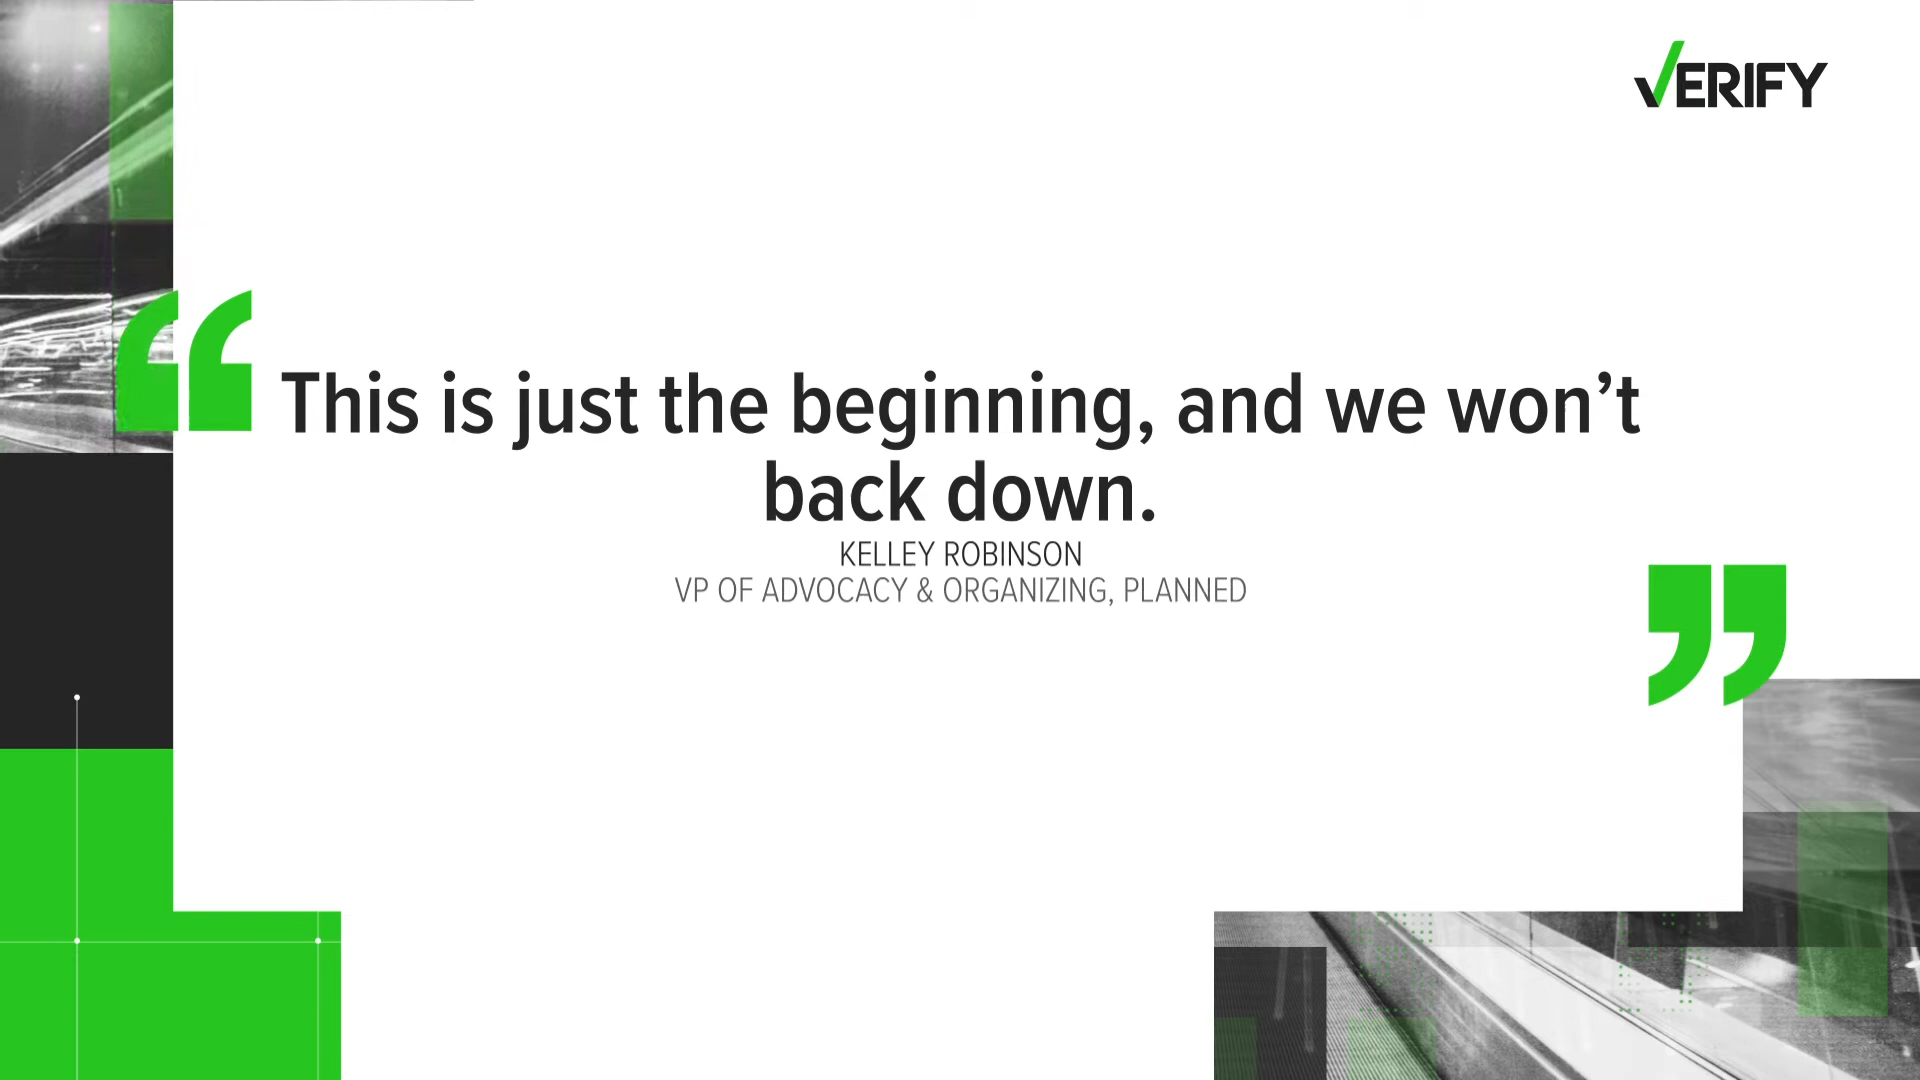 VERIFY
This is just the beginning, and we won’t
back down.
KELLEY ROBINSON
VP OF ADVOCACY & ORGANIZING, PLANNED